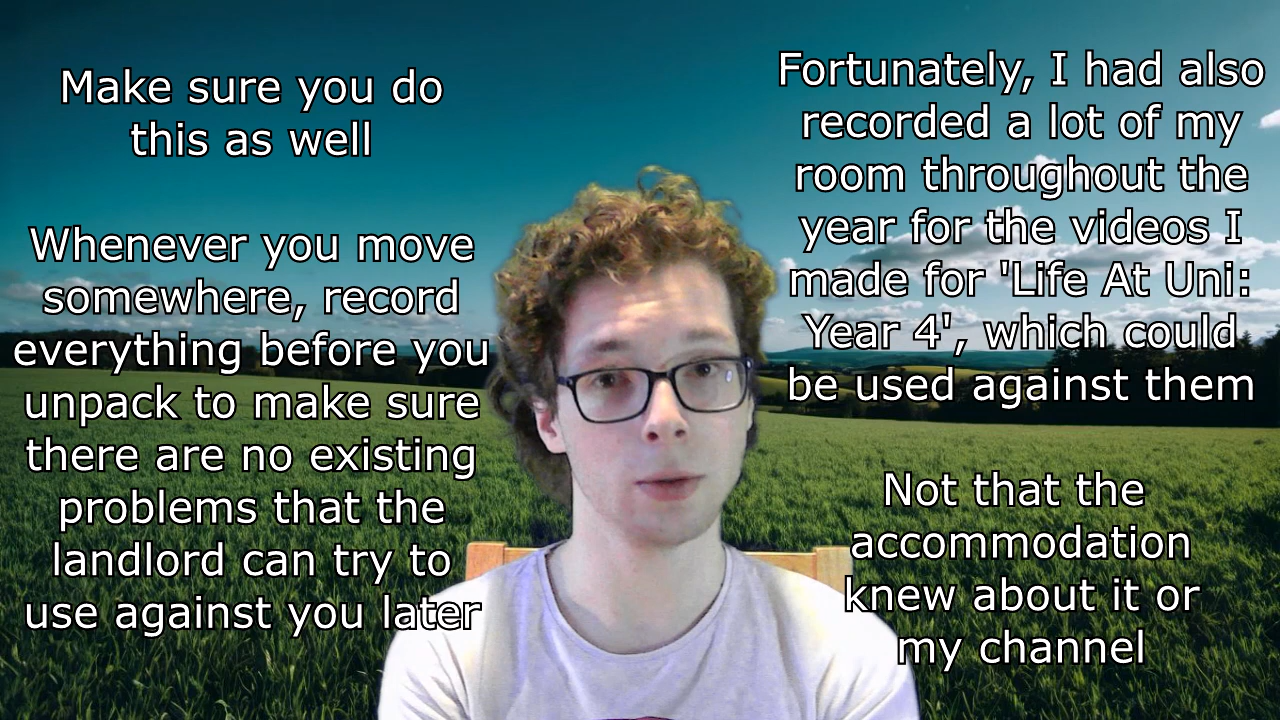 Make sure you do
this as well
Whenever you move
somewhere, record
everything before you
unpack to make sure
there are no existing
problems that the
landlord can try to
use against you later
Fortunately, I had also
recorded a lot of my
room throughout the
year for the videos I
made for 'Life At Uni:
Year 4', which could
be used against them
Not that the
accommodation
knew about it or
my channel